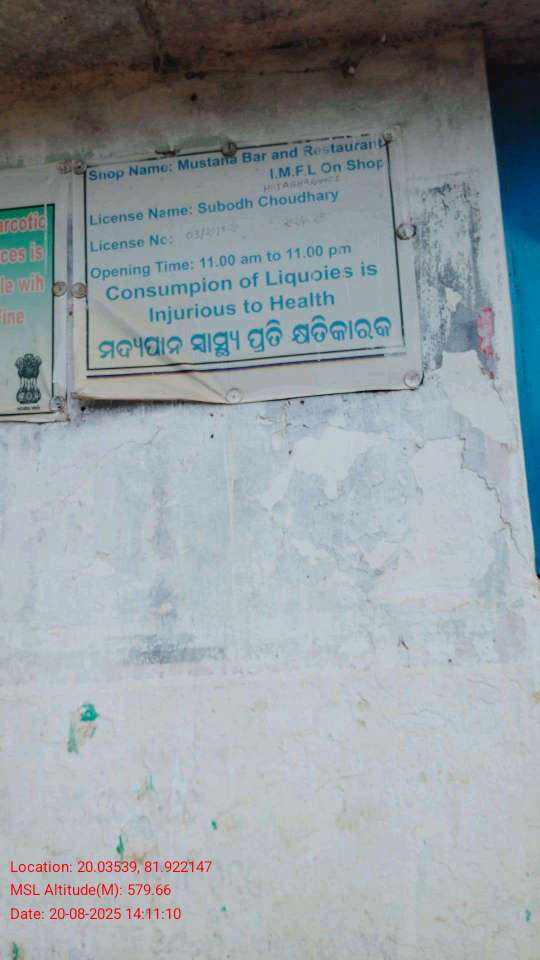 arcotic
ces is
le wih
ine
Shop Name: Mustana Bar and Restaurant
I.M.F.L On Shop
License Name: Subodh Choudhary
License No:
Opening Time: 11.00 am to 11.00 pm
Consumpion of Liquoies is
Injurious to Health
ମଦ୍ୟପାନ ସ୍ୱାସ୍ଥ୍ୟ ପ୍ରତି କ୍ଷତିକାରକ
Location: 20.03539, 81.922147
MSL Altitude(M): 579.66
Date: 20-08-2025 14:11:10